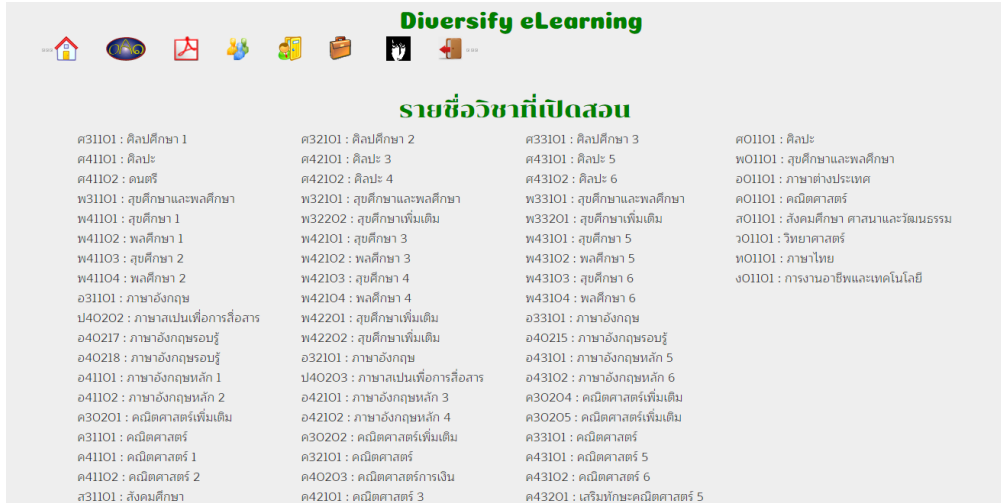 Diversify eLearning
รายชื่อวิชาที่เปิดสอน
ศ31101 : ศิลปศึกษา 1
ศ41101 : ศิลปะ
ศ41102 : ดนตรี
พ31101 : สุขศึกษาและพลศึกษา
พ41101 : สุขศึกษา 1
พ41102 : พลศึกษา 1
พ41103 : สุขศึกษา 2
พ41104 : พลศึกษา 2
อ31101 : ภาษาอังกฤษ
ป40202 : ภาษาสเปนเพื่อการสื่อสาร
อ40217 : ภาษาอังกฤษรอบรู้
อ40218 : ภาษาอังกฤษรอบรู้
อ41101 : ภาษาอังกฤษหลัก 1
อ41102 : ภาษาอังกฤษหลัก 2
ค30201 : คณิตศาสตร์เพิ่มเติม
ค31101 : คณิตศาสตร์
ค41101 : คณิตศาสตร์ 1
ค41102 : คณิตศาสตร์ 2
ส31101 : สังคมศึกษา
ศ32101 : ศิลปศึกษา 2
ศ42101 : ศิลปะ 3
ศ42102 : ศิลปะ 4
พ32101 : สุขศึกษาและพลศึกษา
พ32202 : สุขศึกษาเพิ่มเติม
พ42101 : สุขศึกษา 3
พ42102 : พลศึกษา 3
พ42103 : สุขศึกษา 4
พ42104 : พลศึกษา 4
พ42201 : สุขศึกษาเพิ่มเติม
พ42202 : สุขศึกษาเพิ่มเติม
อ32101 : ภาษาอังกฤษ
ป40203 : ภาษาสเปนเพื่อการสื่อสาร
อ42101 : ภาษาอังกฤษหลัก 3
อ42102 : ภาษาอังกฤษหลัก 4
ค30202 : คณิตศาสตร์เพิ่มเติม
ค32101 : คณิตศาสตร์
ค40203 : คณิตศาสตร์การเงิน
ค42101 : คณิตศาสตร์ 3
ศ33101 : ศิลปศึกษา 3
ศ43101 : ศิลปะ 5
ศ43102 : ศิลปะ 6
พ33101 : สุขศึกษาและพลศึกษา
พ33201 : สุขศึกษาเพิ่มเติม
พ43101 : สุขศึกษา 5
พ43102 : พลศึกษา 5
พ43103 : สุขศึกษา 6
พ43104 : พลศึกษา 6
อ33101 : ภาษาอังกฤษ
อ40215 : ภาษาอังกฤษรอบรู้
อ43101 : ภาษาอังกฤษหลัก 5
อ43102 : ภาษาอังกฤษหลัก 6
ค30204 : คณิตศาสตร์เพิ่มเติม
ค30205 : คณิตศาสตร์เพิ่มเติม
ค33101 : คณิตศาสตร์
ค43101 : คณิตศาสตร์ 5
ค43102 : คณิตศาสตร์ 6
ค43201 : เสริมทักษะคณิตศาสตร์ 5
ศ01101 : ศิลปะ
พ01101 : สุขศึกษาและพลศึกษา
อ01101 : ภาษาต่างประเทศ
ค01101 : คณิตศาสตร์
ส01101 : สังคมศึกษา ศาสนาและวัฒนธรรม
ว01101 : วิทยาศาสตร์
ท01101 : ภาษาไทย
ง01101 : การงานอาชีพและเทคโนโลยี